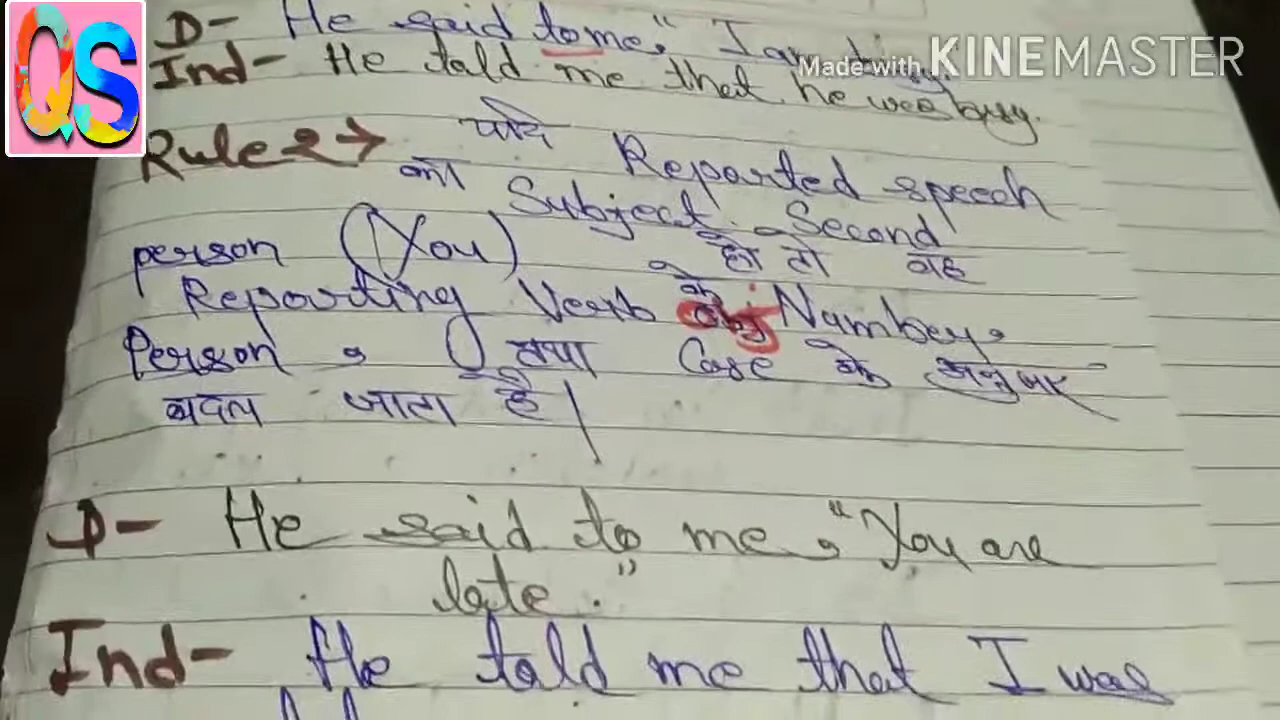 QS
D- He said to me, " I am
Made with KINEMASTER
Ind- He told me that he was busy.
Rule 2→ यदि Reported speech
का Subject Second
person (You) हो तो वह
Reporting Verb के obj Number,
Person, तथा Case के अनुसार
बदल जाता है।
D- He said to me, "You are
late."
Ind- He told me that I was